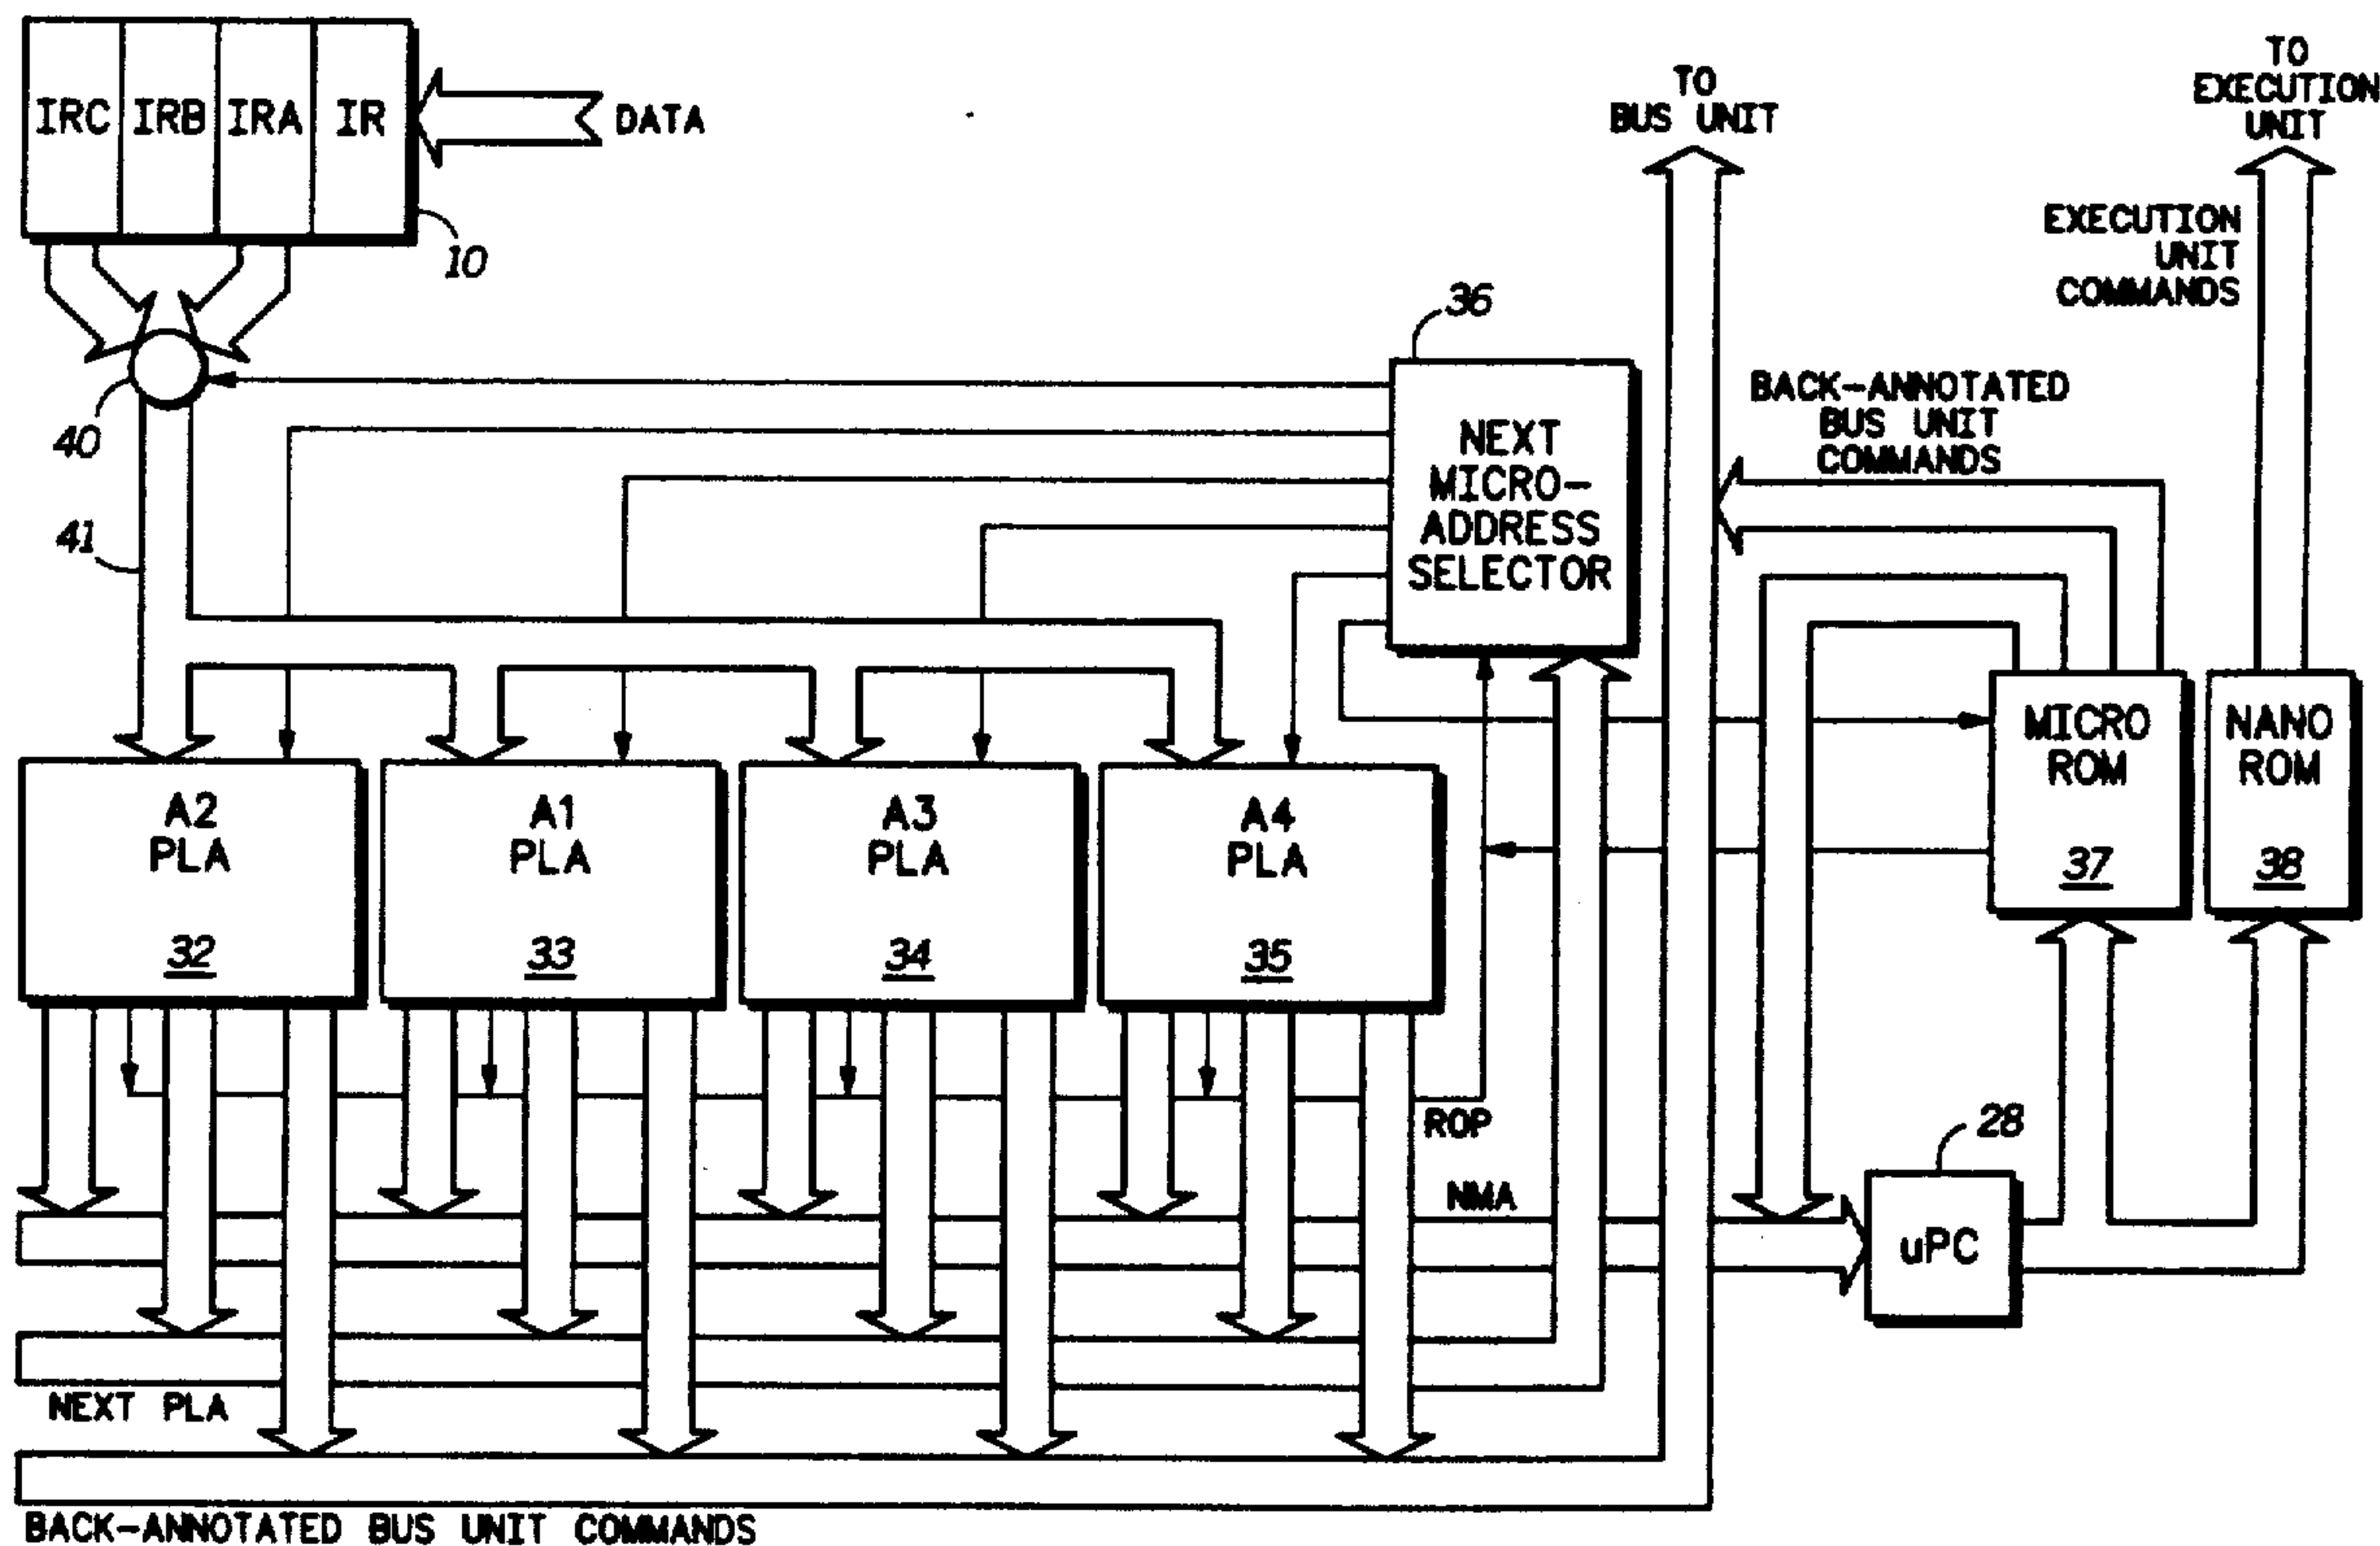 IRC IRB IRA IR
DATA
10
TO
BUS UNIT
TO
EXECUTION
UNIT
EXECUTION
UNIT
COMMANDS
36
40
NEXT
MICRO-
ADDRESS
SELECTOR
BACK-ANNOTATED
BUS UNIT
COMMANDS
41
MICRO
ROM
37
NANO
ROM
38
A2
PLA
32
A1
PLA
33
A3
PLA
34
A4
PLA
35
ROP
NMA
28
uPC
NEXT PLA
BACK-ANNOTATED BUS UNIT COMMANDS